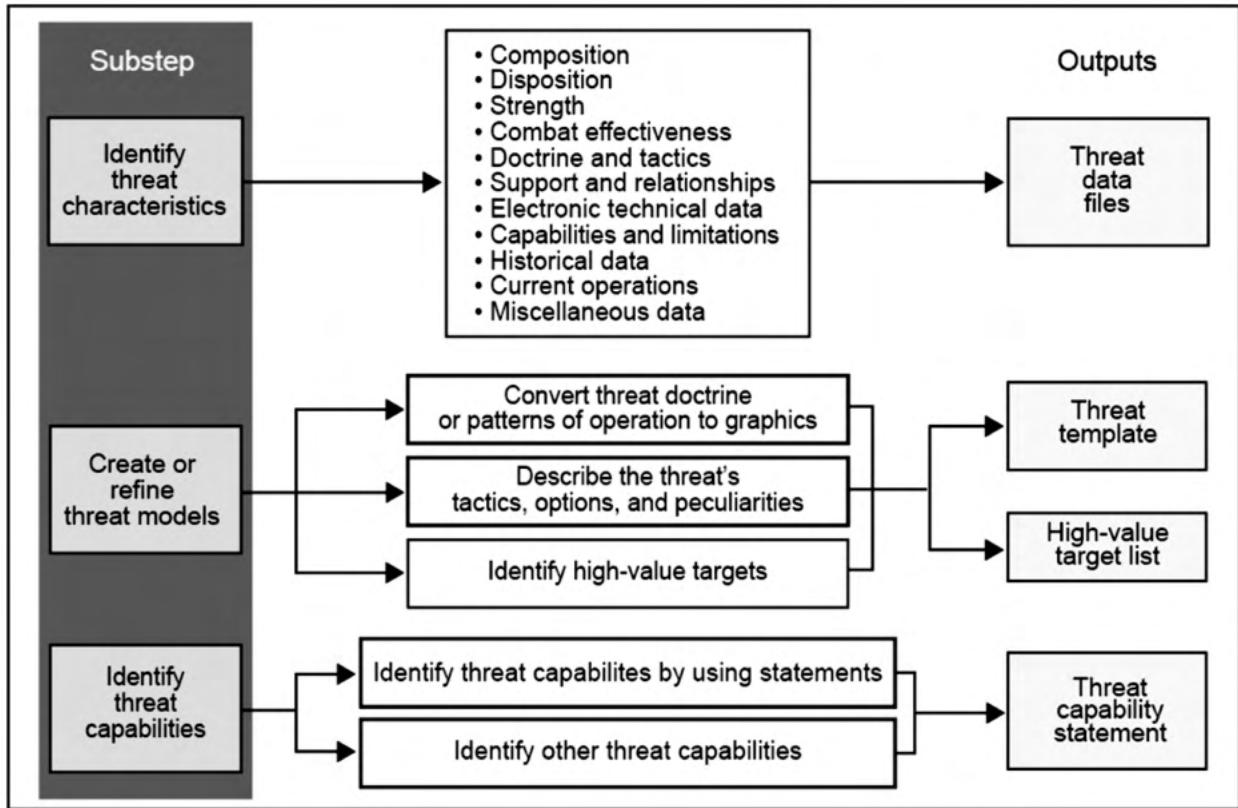 Substep
Outputs
Identify
threat
characteristics
• Composition
• Disposition
• Strength
• Combat effectiveness
• Doctrine and tactics
• Support and relationships
• Electronic technical data
• Capabilities and limitations
• Historical data
• Current operations
• Miscellaneous data
Threat
data
files
Create or
refine
threat models
Convert threat doctrine
or patterns of operation to graphics
Describe the threat's
tactics, options, and peculiarities
Identify high-value targets
Threat
template
High-value
target list
Identify
threat
capabilities
Identify threat capabilites by using statements
Identify other threat capabilities
Threat
capability
statement